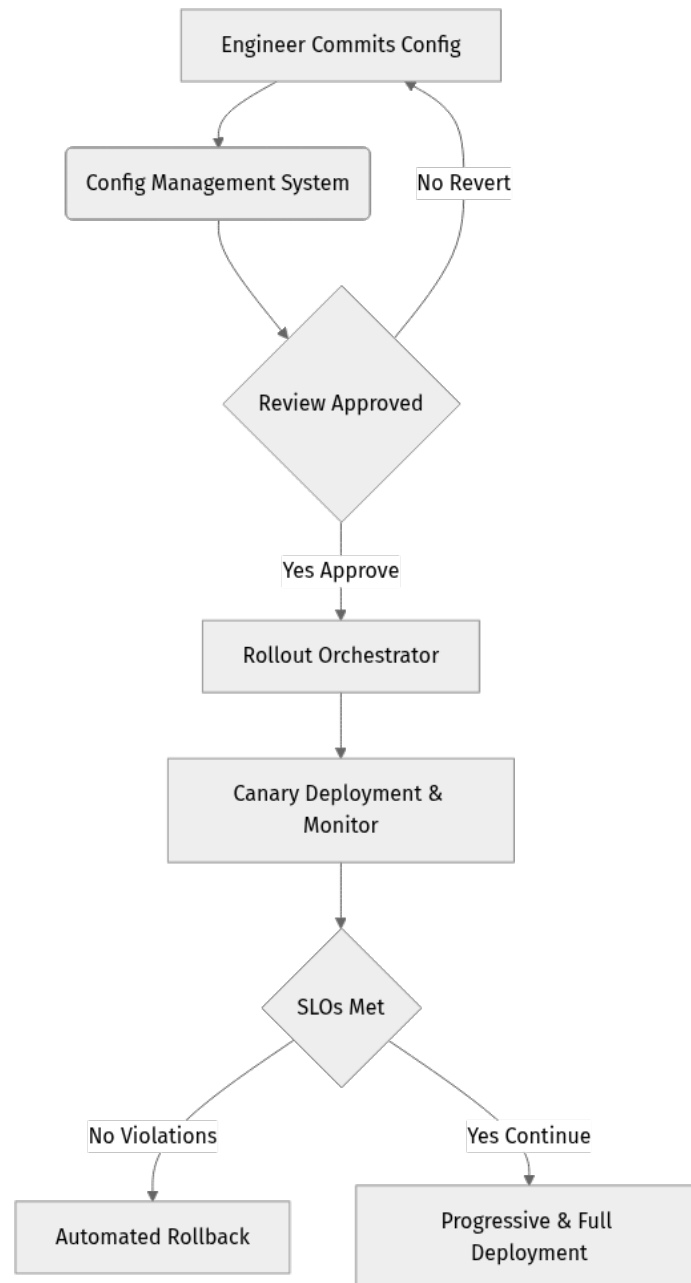 Engineer Commits Config
Config Management System
No Revert
Review Approved
Yes Approve
Rollout Orchestrator
Canary Deployment &
Monitor
SLOs Met
No Violations
Yes Continue
Automated Rollback
Progressive & Full
Deployment